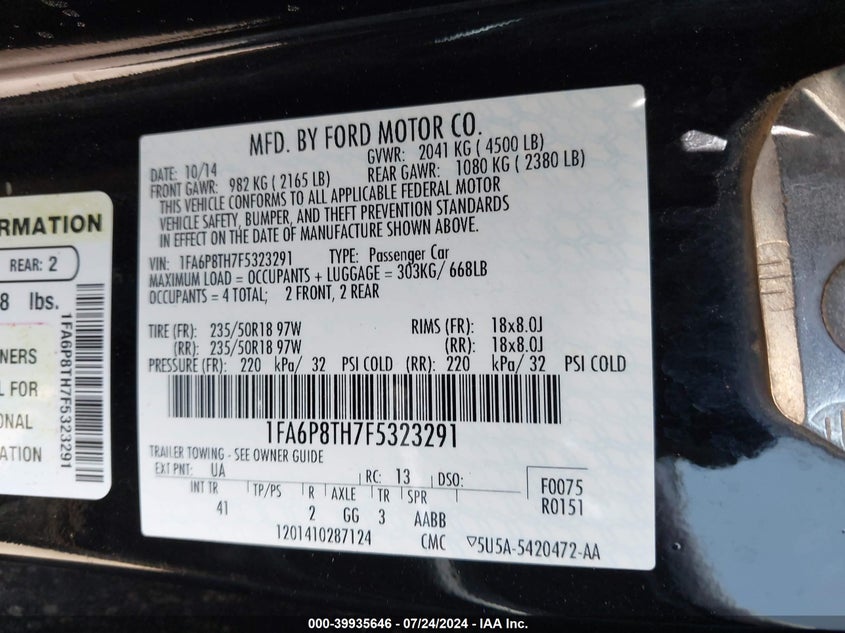 MFD. BY FORD MOTOR CO.
DATE: 10/14 GVWR: 2041 KG ( 4500 LB)
FRONT GAWR: 982 KG ( 2165 LB) REAR GAWR: 1080 KG ( 2380 LB)
THIS VEHICLE CONFORMS TO ALL APPLICABLE FEDERAL MOTOR
VEHICLE SAFETY, BUMPER, AND THEFT PREVENTION STANDARDS
IN EFFECT ON THE DATE OF MANUFACTURE SHOWN ABOVE.
VIN: 1FA6P8TH7F5323291 TYPE: Passenger Car
MAXIMUM LOAD = OCCUPANTS + LUGGAGE = 303KG/ 668LB
OCCUPANTS = 4 TOTAL; 2 FRONT, 2 REAR
TIRE (FR): 235/50R18 97W RIMS (FR): 18x8.0J
(RR): 235/50R18 97W (RR): 18x8.0J
PRESSURE (FR): 220 kPa/ 32 PSI COLD (RR): 220 kPa/ 32 PSI COLD
1FA6P8TH7F5323291
TRAILER TOWING - SEE OWNER GUIDE
EXT PNT: UA RC: 13 DSO: F0075
INT TR TP/PS R AXLE TR SPR R0151
41 2 GG 3 AABB
1201410287124 CMC ▽5U5A-5420472-AA
RMATION
REAR: 2
8 lbs.
NERS
L FOR
ONAL
ATION
1FA6P8TH7F5323291
000-39935646 / 07/24/2024 - IAA Inc.